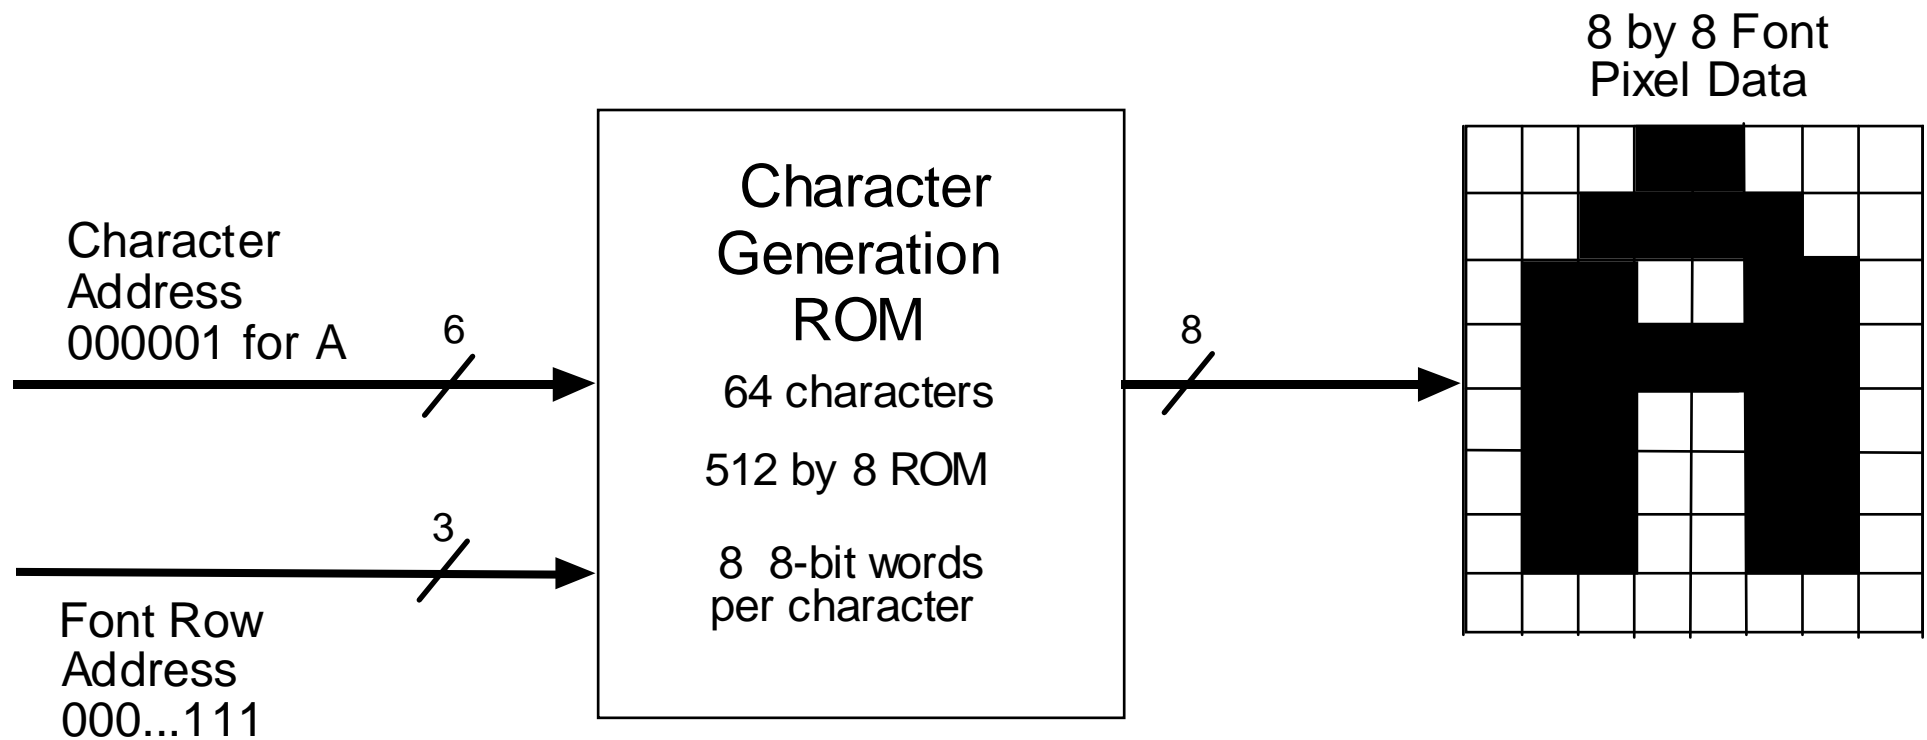 8 by 8 Font
Pixel Data
Character
Address
000001 for A
6
Character
Generation
ROM
64 characters
512 by 8 ROM
8 8-bit words
per character
8
3
Font Row
Address
000...111